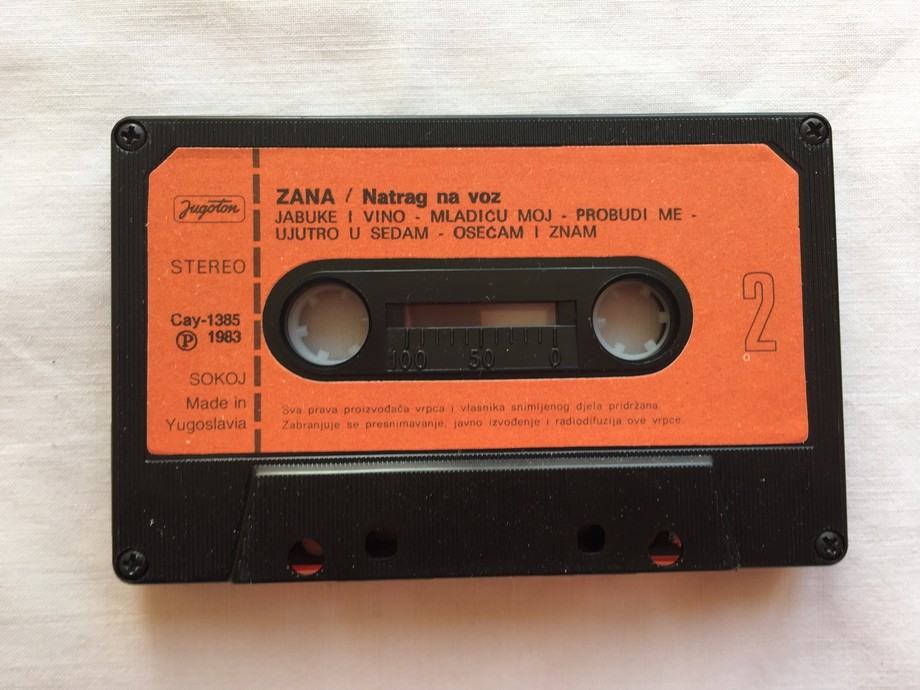 Jugoton
STEREO
Cay-1385
℗ 1983
SOKOJ
Made in
Yugoslavia
ZANA / Natrag na voz
JABUKE I VINO - MLADIĆU MOJ - PROBUDI ME -
UJUTRO U SEDAM - OSEĆAM I ZNAM
100 50 0
2
Sva prava proizvođača vrpca i vlasnika snimljenog djela pridržana.
Zabranjuje se presnimavanje, javno izvođenje i radiodifuzija ove vrpce.